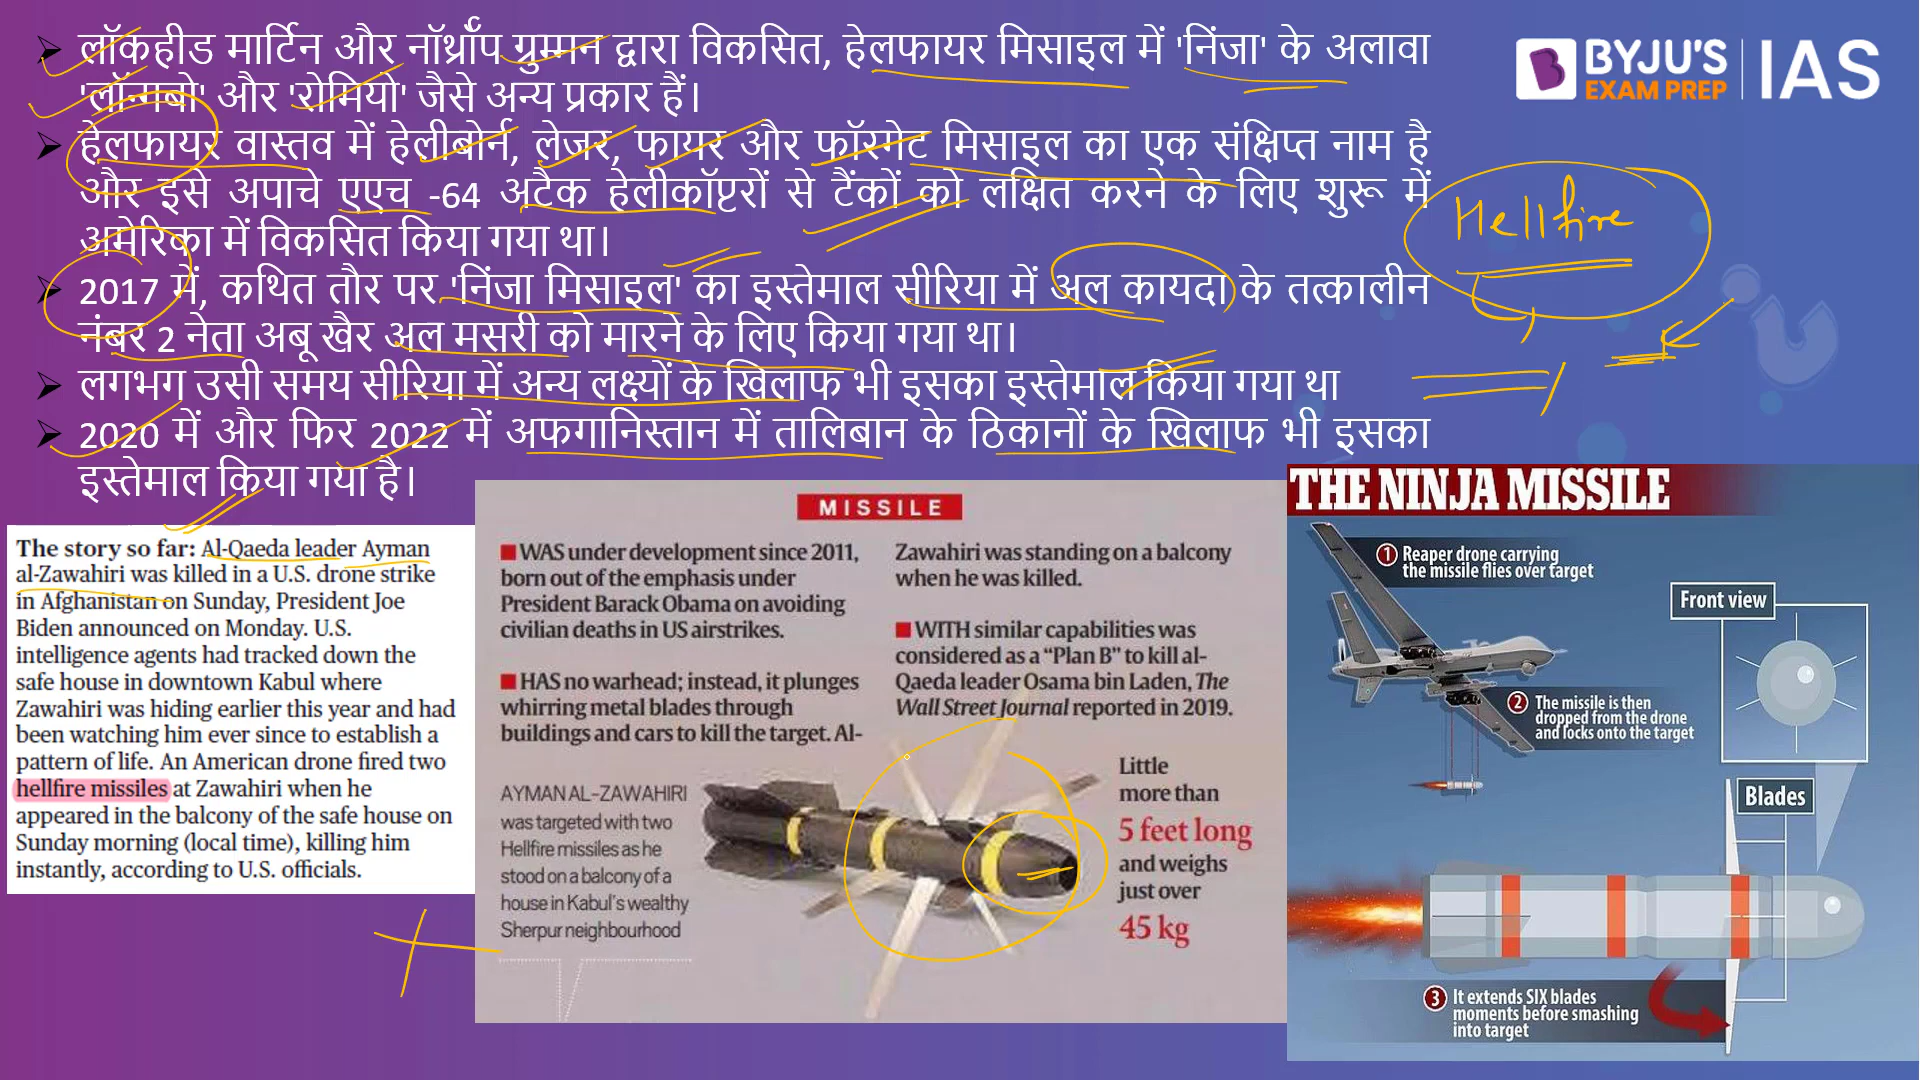 लॉकहीड मार्टिन और नॉर्थ्रॉप ग्रुम्मन द्वारा विकसित, हेलफायर मिसाइल में 'निंजा' के अलावा
'लॉन्गबो' और 'रोमियो' जैसे अन्य प्रकार हैं।
हेलफायर वास्तव में हेलीबोर्न, लेजर, फायर और फॉरगेट मिसाइल का एक संक्षिप्त नाम है
और इसे अपाचे एएच -64 अटैक हेलीकॉप्टरों से टैंकों को लक्षित करने के लिए शुरू में
अमेरिका में विकसित किया गया था।
2017 में, कथित तौर पर 'निंजा मिसाइल' का इस्तेमाल सीरिया में अल कायदा के तत्कालीन
नंबर 2 नेता अबू खैर अल मसरी को मारने के लिए किया गया था।
लगभग उसी समय सीरिया में अन्य लक्ष्यों के खिलाफ भी इसका इस्तेमाल किया गया था
2020 में और फिर 2022 में अफगानिस्तान में तालिबान के ठिकानों के खिलाफ भी इसका
इस्तेमाल किया गया है।
BYJU'S
EXAM PREP
IAS
Hellfire
The story so far: Al-Qaeda leader Ayman
al-Zawahiri was killed in a U.S. drone strike
in Afghanistan on Sunday, President Joe
Biden announced on Monday. U.S.
intelligence agents had tracked down the
safe house in downtown Kabul where
Zawahiri was hiding earlier this year and had
been watching him ever since to establish a
pattern of life. An American drone fired two
hellfire missiles at Zawahiri when he
appeared in the balcony of the safe house on
Sunday morning (local time), killing him
instantly, according to U.S. officials.
MISSILE
WAS under development since 2011,
born out of the emphasis under
President Barack Obama on avoiding
civilian deaths in US airstrikes.
HAS no warhead; instead, it plunges
whirring metal blades through
buildings and cars to kill the target. Al-
Zawahiri was standing on a balcony
when he was killed.
WITH similar capabilities was
considered as a “Plan B” to kill al-
Qaeda leader Osama bin Laden, The
Wall Street Journal reported in 2019.
AYMAN AL-ZAWAHIRI
was targeted with two
Hellfire missiles as he
stood on a balcony of a
house in Kabul's wealthy
Sherpur neighbourhood
Little
more than
5 feet long
and weighs
just over
45 kg
THE NINJA MISSILE
1 Reaper drone carrying
the missile flies over target
Front view
2 The missile is then
dropped from the drone
and locks onto the target
Blades
3 It extends SIX blades
moments before smashing
into target